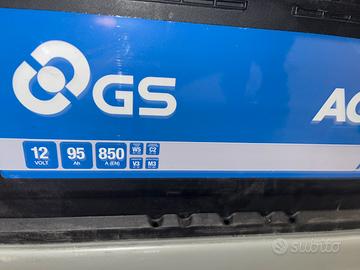 GS
AG
12 95 850 W5 C2
VOLT Ah A (EN) V3 M3
SUBITO